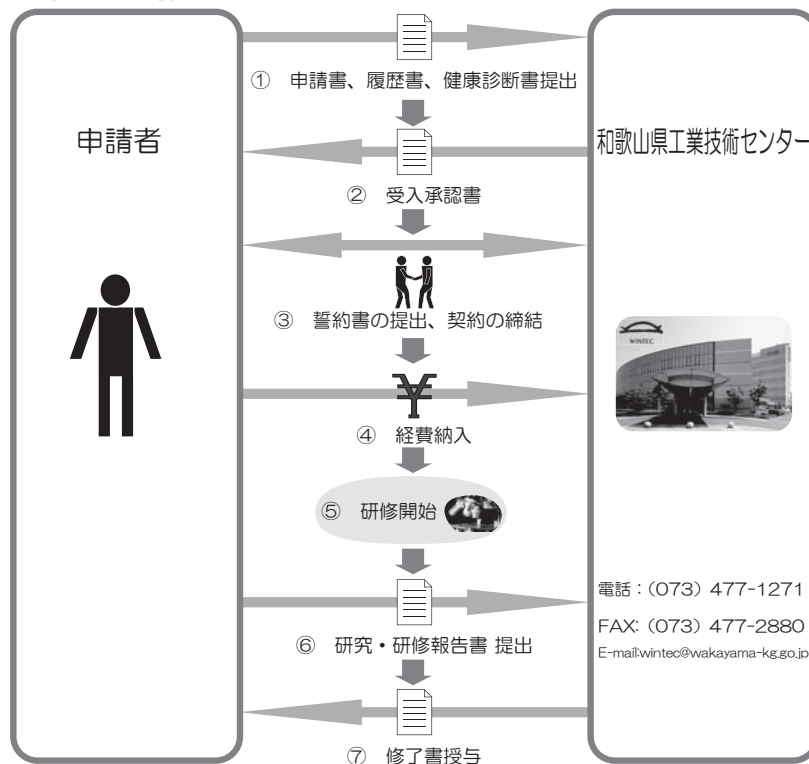 ① 申請書、履歴書、健康診断書提出
申請者
和歌山県工業技術センター
② 受入承認書
③ 誓約書の提出、契約の締結
WINTEC
¥
④ 経費納入
⑤ 研修開始
電話：(073) 477-1271
FAX: (073) 477-2880
⑥ 研究・研修報告書 提出
E-mail:wintec@wakayama-kg.go.jp
⑦ 修了書授与